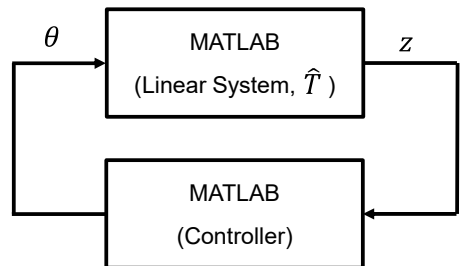 θ
MATLAB
z
(Linear System, T̂ )
MATLAB
(Controller)